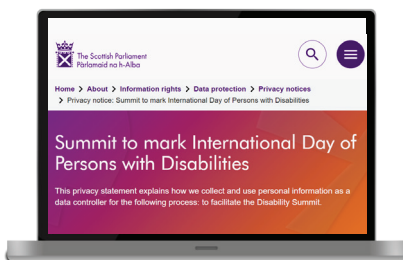 The Scottish Parliament
Pàrlamaid na h-Alba
Home > About > Information rights > Data protection > Privacy notices
> Privacy notice: Summit to mark International Day of Persons with Disabilities
Summit to mark International Day of
Persons with Disabilities
This privacy statement explains how we collect and use personal information as a
data controller for the following process: to facilitate the Disability Summit.